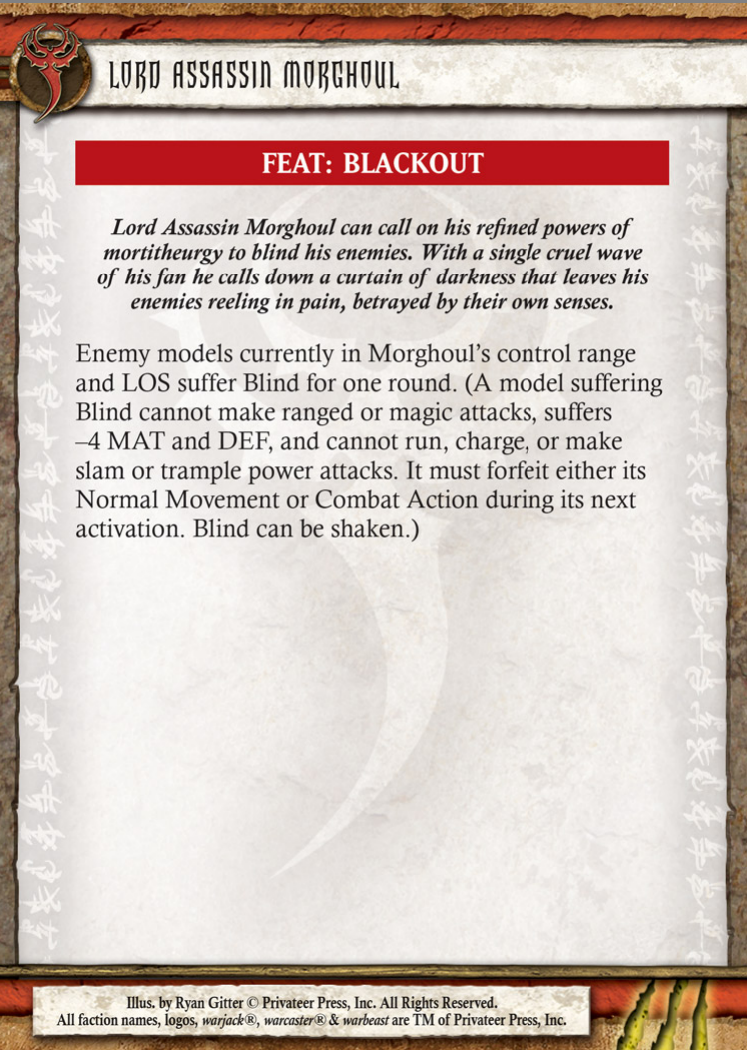 LORD ASSASSIN MORGHOUL
FEAT: BLACKOUT
Lord Assassin Morghoul can call on his refined powers of
mortitheurgy to blind his enemies. With a single cruel wave
of his fan he calls down a curtain of darkness that leaves his
enemies reeling in pain, betrayed by their own senses.
Enemy models currently in Morghoul's control range
and LOS suffer Blind for one round. (A model suffering
Blind cannot make ranged or magic attacks, suffers
–4 MAT and DEF, and cannot run, charge, or make
slam or trample power attacks. It must forfeit either its
Normal Movement or Combat Action during its next
activation. Blind can be shaken.)
Illus. by Ryan Gitter © Privateer Press, Inc. All Rights Reserved.
All faction names, logos, warjack®, warcaster® & warbeast are TM of Privateer Press, Inc.